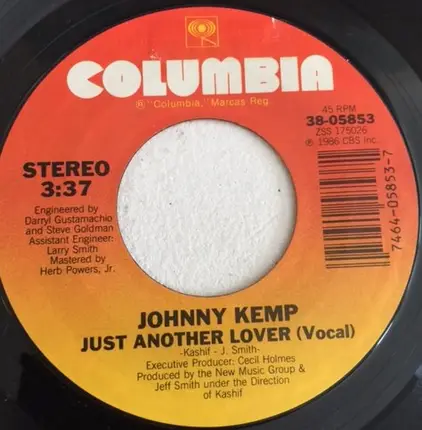 COLUMBIA
® "Columbia," Marcas Reg.
45 RPM
38-05853
ZSS 175026
℗ 1986 CBS Inc.
STEREO
3:37
7464-05853-7
Engineered by
Darryl Gustamachio
and Steve Goldman
Assistant Engineer:
Larry Smith
Mastered by
Herb Powers, Jr.
JOHNNY KEMP
JUST ANOTHER LOVER (Vocal)
-Kashif - J. Smith-
Executive Producer: Cecil Holmes
Produced by the New Music Group &
Jeff Smith under the Direction
of Kashif